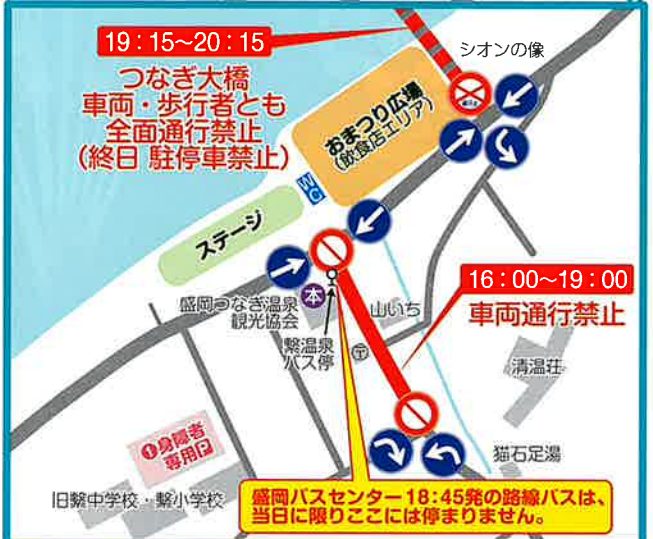 19:15～20:15
つなぎ大橋
車両・歩行者とも
全面通行禁止
(終日 駐停車禁止)
シオンの像
おまつり広場
(飲食店エリア)
WC
ステージ
16:00～19:00
車両通行禁止
本
盛岡つなぎ温泉
観光協会
山いち
繋温泉
バス停
〒
清温荘
❶身障者
専用P
猫石足湯
旧繋中学校・繋小学校
盛岡バスセンター18:45発の路線バスは、
当日に限りここには停まりません。